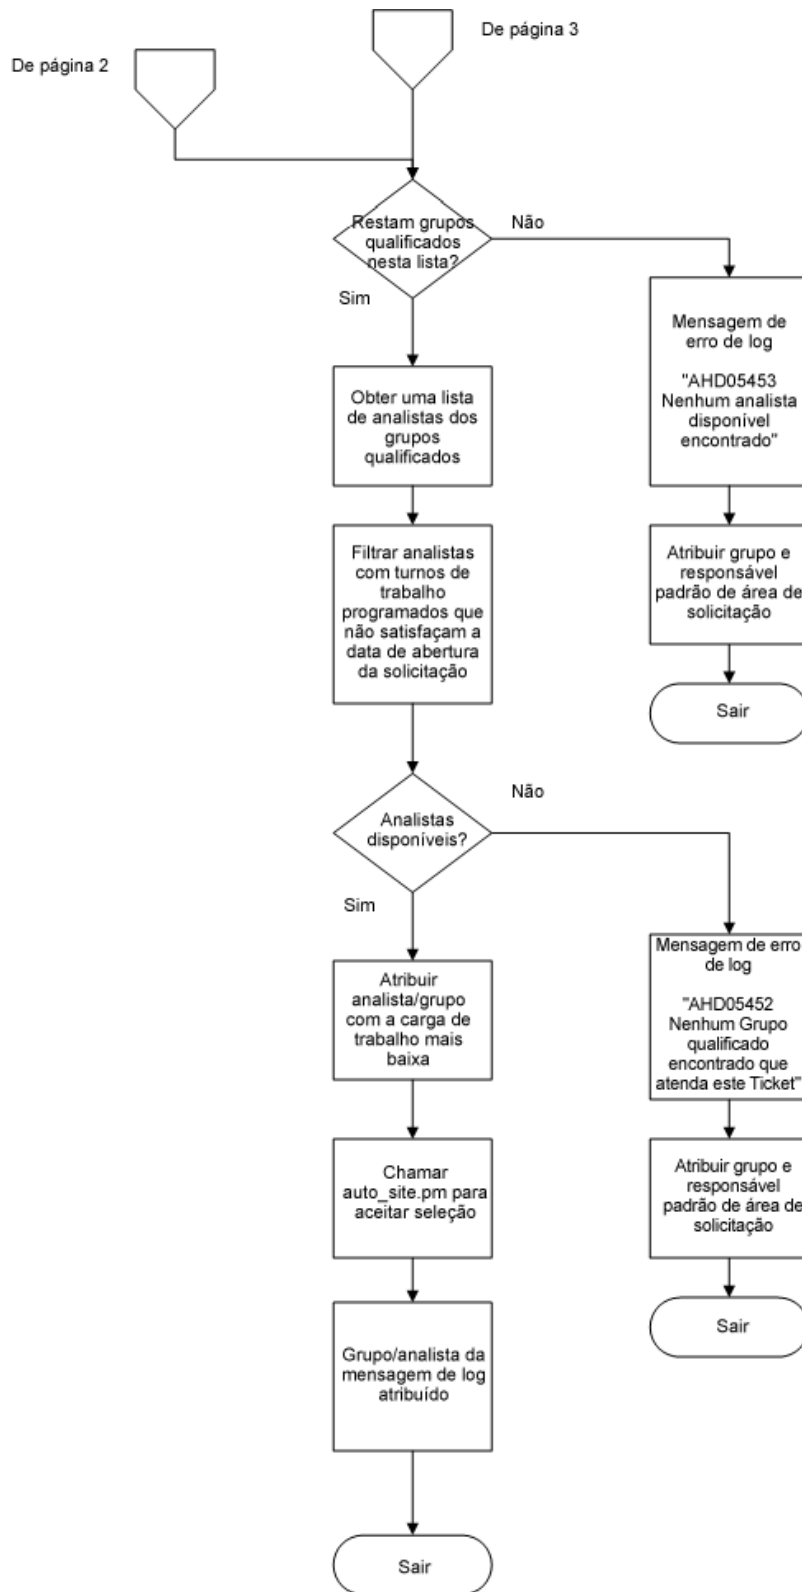 De página 3
De página 2
Restam grupos
qualificados
nesta lista?
Não
Sim
Mensagem de
erro de log
"AHD05453
Nenhum analista
disponível
encontrado"
Obter uma lista
de analistas dos
grupos
qualificados
Filtrar analistas
com turnos de
trabalho
programados que
não satisfaçam a
data de abertura
da solicitação
Atribuir grupo e
responsável
padrão de área de
solicitação
Sair
Analistas
disponíveis?
Não
Sim
Mensagem de erro
de log
"AHD05452
Nenhum Grupo
qualificado
encontrado que
atenda este Ticket"
Atribuir
analista/grupo
com a carga de
trabalho mais
baixa
Chamar
auto_site.pm para
aceitar seleção
Atribuir grupo e
responsável
padrão de área de
solicitação
Sair
Grupo/analista da
mensagem de log
atribuído
Sair